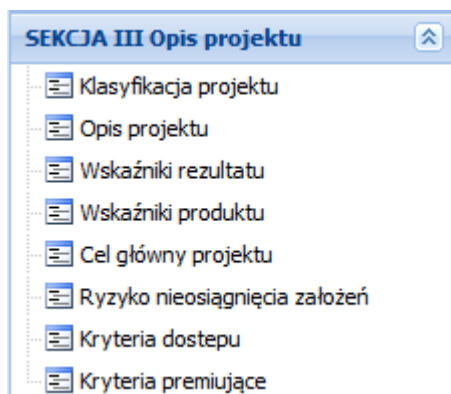 SEKCJA III Opis projektu
Klasyfikacja projektu
Opis projektu
Wskaźniki rezultatu
Wskaźniki produktu
Cel główny projektu
Ryzyko nieosiągnięcia założeń
Kryteria dostepu
Kryteria premiujące